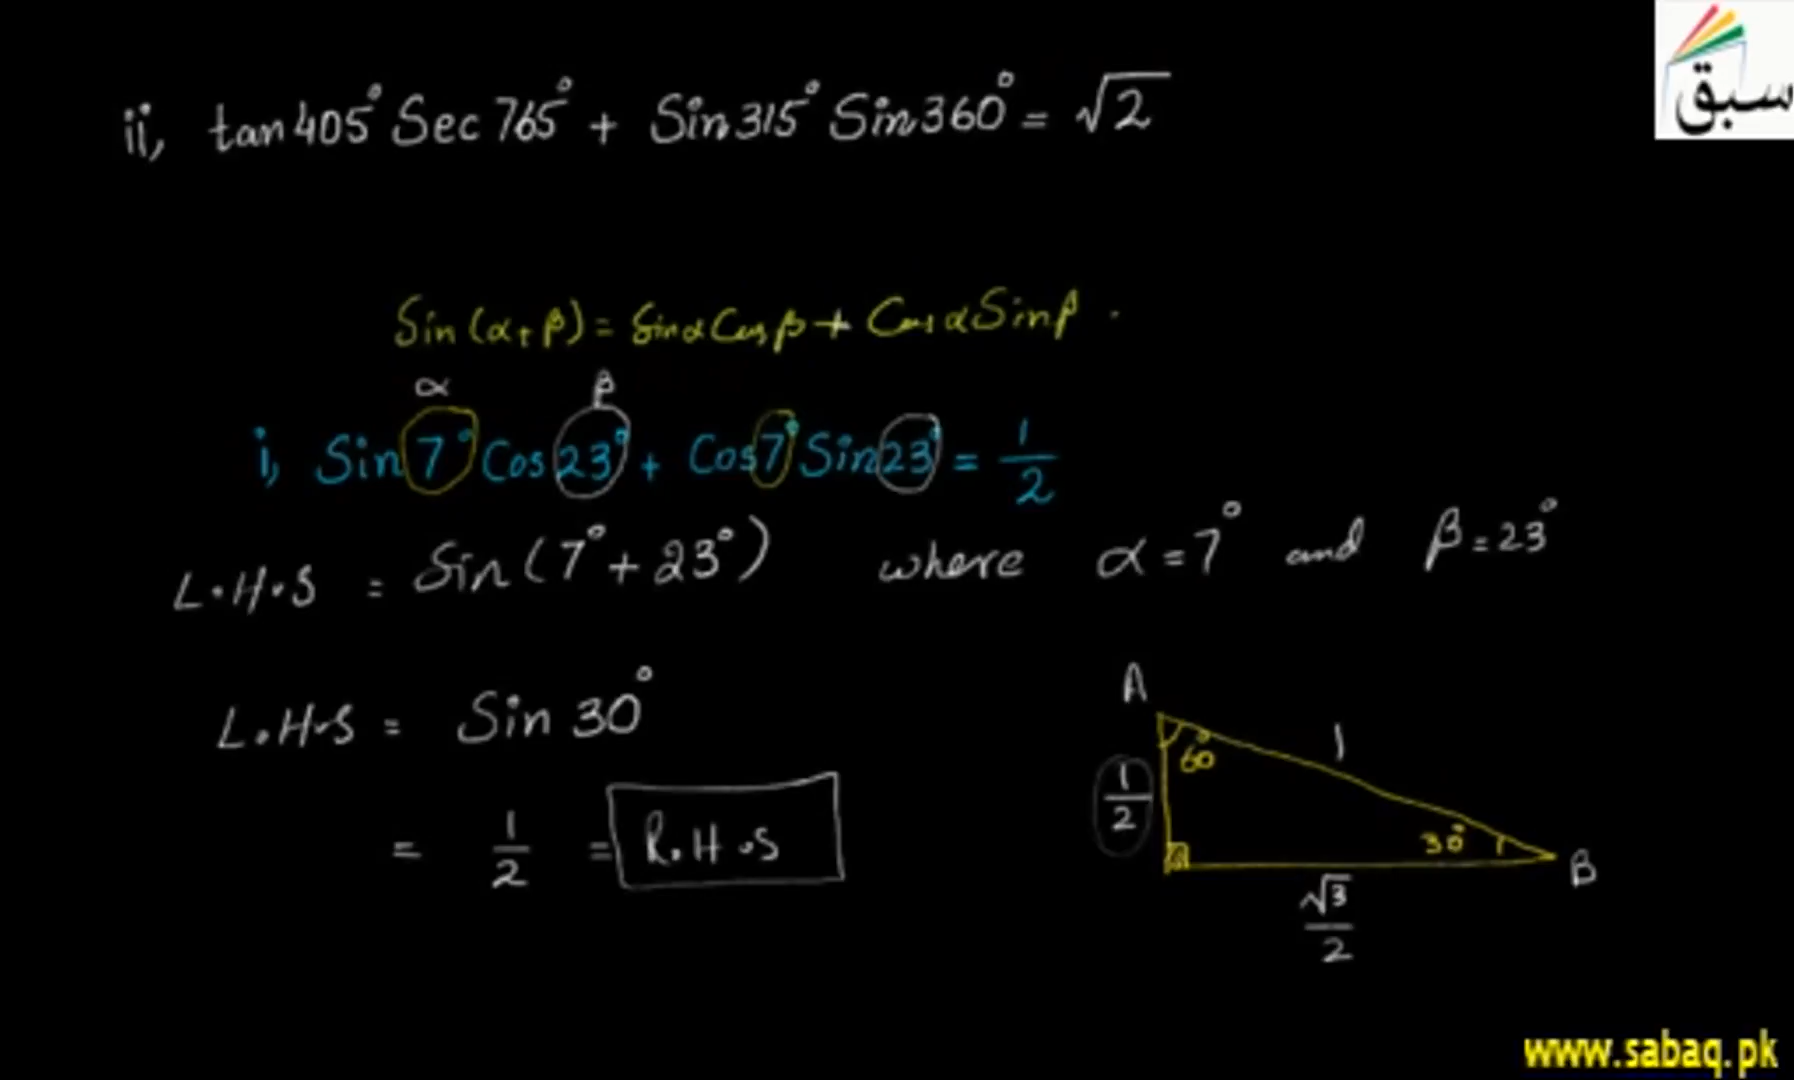 سبق
ii, tan 405° Sec 765° + Sin 315° Sin 360° = √2
Sin(α+β) = Sinα Cosβ + CosαSinβ .
α β
i, Sin 7° Cos 23° + Cos 7° Sin 23° = 1/2
L.H.S = Sin(7° + 23°) where α = 7° and β = 23°
L.H.S = Sin 30°
= 1/2 = R.H.S
A
60°
1
1/2
30°
B
√3/2
www.sabaq.pk